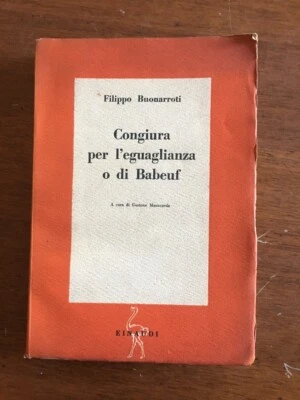 Filippo Buonarroti
Congiura
per l'eguaglianza
o di Babeuf
A cura di Gastone Manacorda
EINAUDI